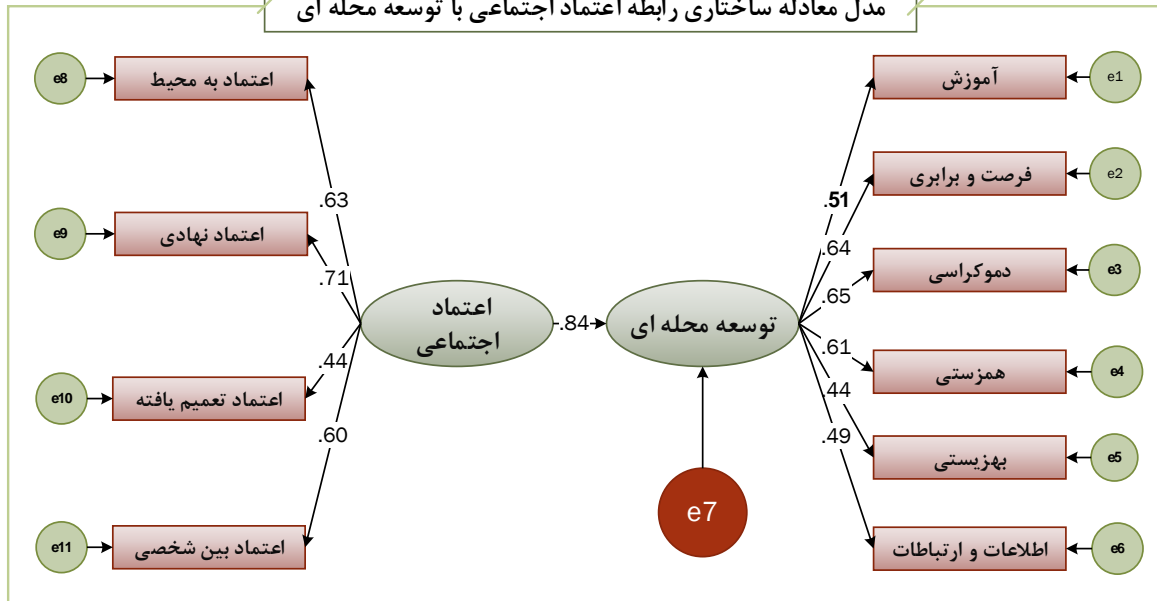 مدل معادله ساختاری رابطه اعتماد اجتماعی با توسعه محله ای
e1
آموزش
اعتماد به محیط
e8
e2
فرصت و برابری
.51
.63
.64
اعتماد نهادی
e9
e3
دموکراسی
.65
.71
توسعه محله ای
.84
اعتماد
اجتماعی
e4
همزستی
.61
.44
.44
اعتماد تعمیم یافته
e10
.49
.60
e5
بهزیستی
e7
e6
اطلاعات و ارتباطات
اعتماد بین شخصی
e11